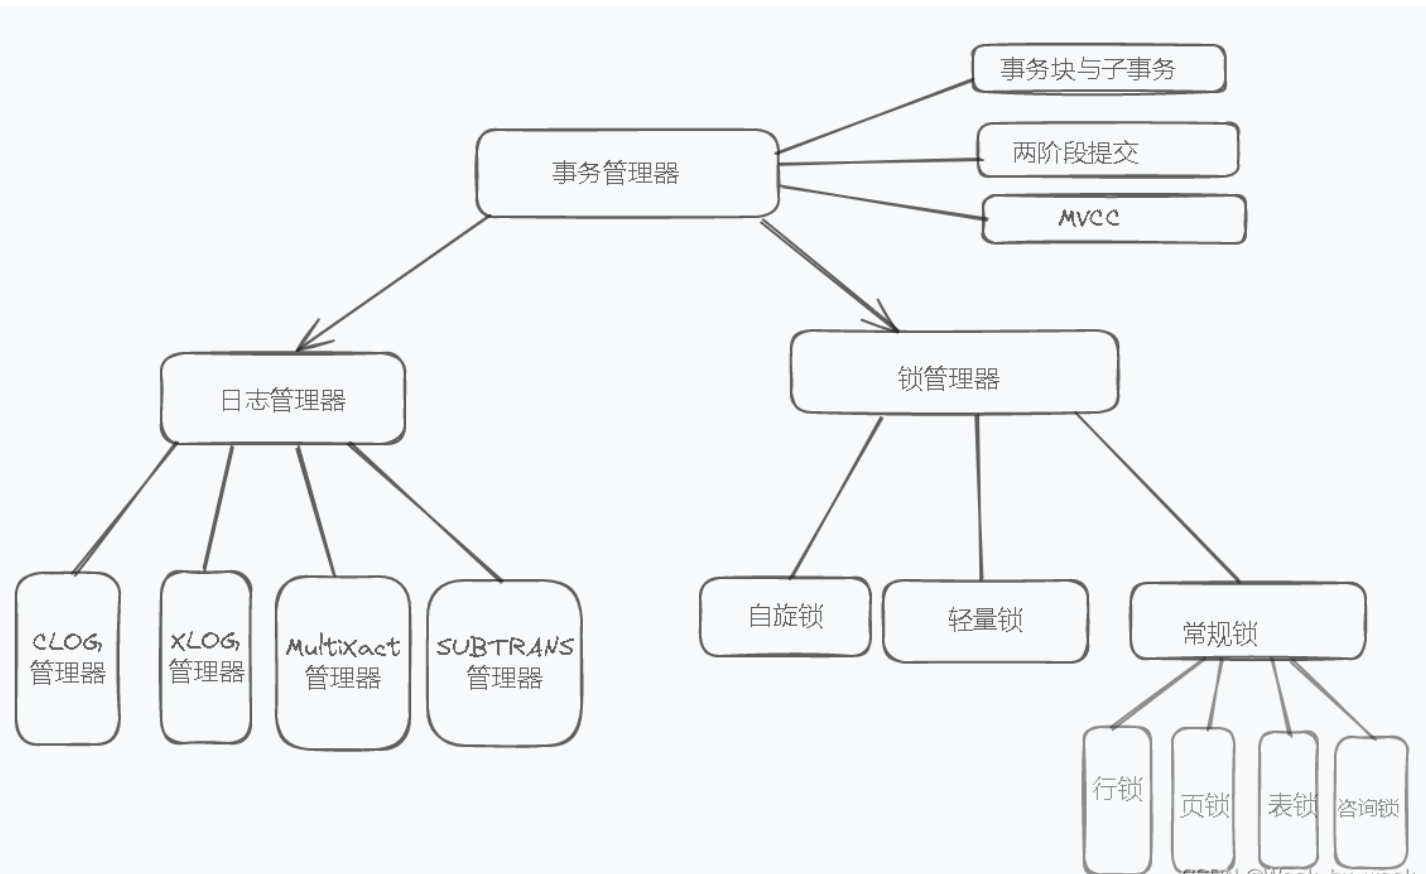 事务块与子事务
两阶段提交
MVCC
事务管理器
日志管理器
锁管理器
CLOG
管理器
XLOG
管理器
MultiXact
管理器
SUBTRANS
管理器
自旋锁
轻量锁
常规锁
行锁
页锁
表锁
咨询锁